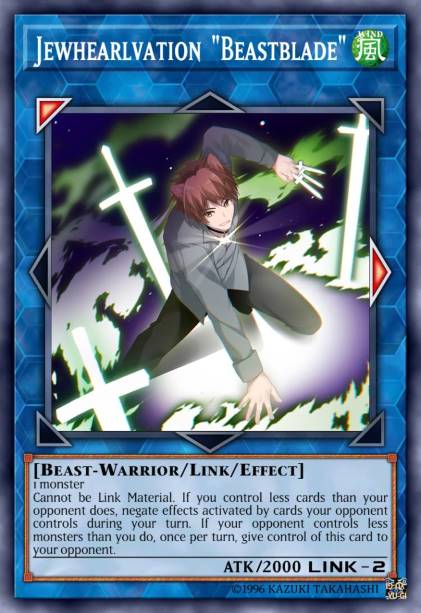 Jewhearlvation "Beastblade"
WIND
風
[Beast-Warrior/Link/Effect]
1 monster
Cannot be Link Material. If you control less cards than your
opponent does, negate effects activated by cards your opponent
controls during your turn. If your opponent controls less
monsters than you do, once per turn, give control of this card to
your opponent.
ATK/2000 LINK-2
©1996 KAZUKI TAKAHASHI